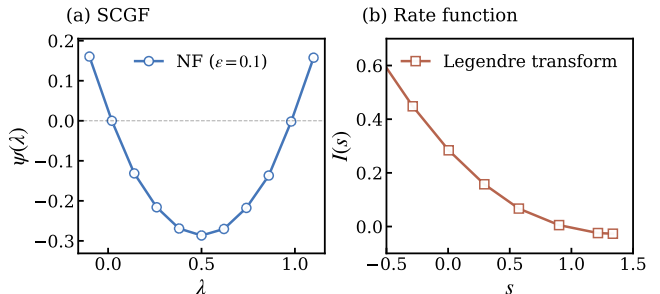 (a) SCGF
NF (ε=0.1)
0.2
0.1
0.0
−0.1
−0.2
−0.3
ψ(λ)
0.0
0.5
1.0
λ
(b) Rate function
Legendre transform
0.6
0.4
0.2
0.0
I(s)
−0.5
0.0
0.5
1.0
1.5
s